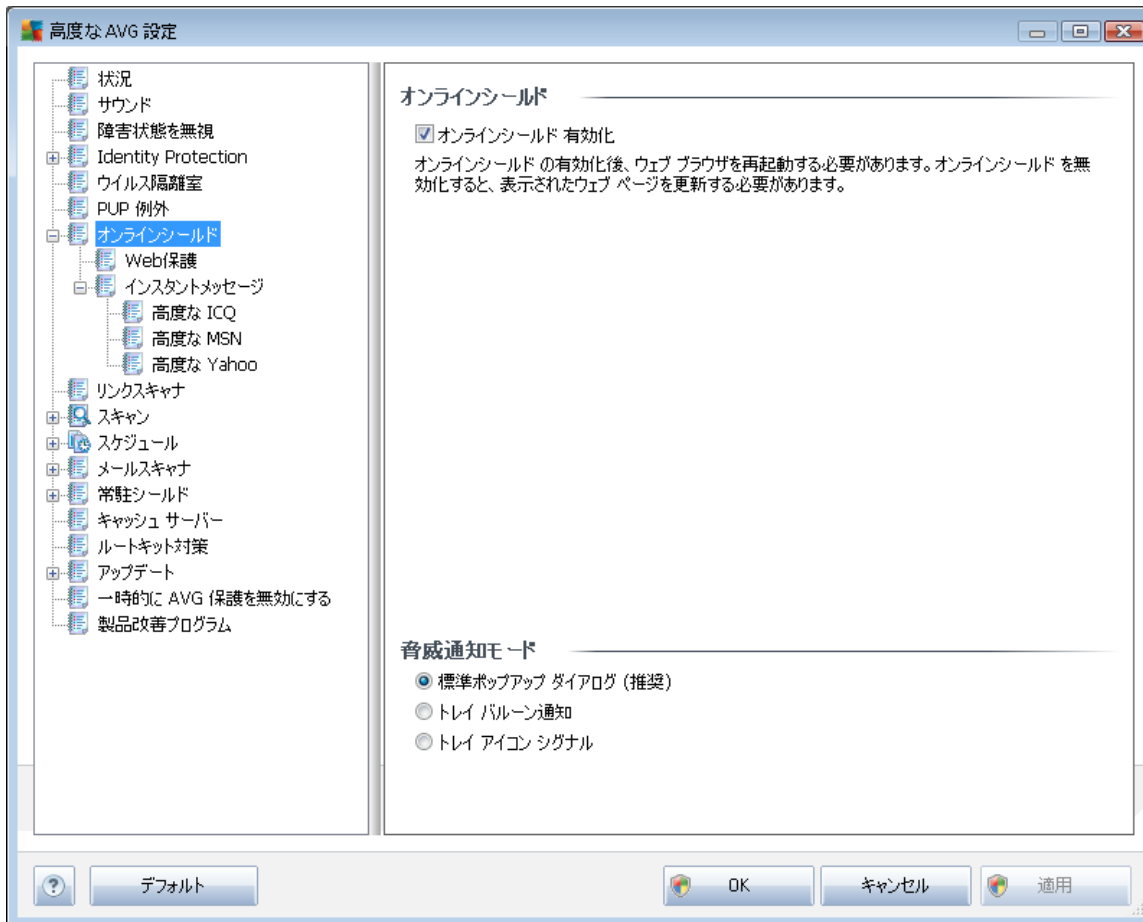 高度な AVG 設定
状況
サウンド
障害状態を無視
Identity Protection
ウイルス隔離室
PUP 例外
オンラインシールド
Web保護
インスタントメッセージ
高度な ICQ
高度な MSN
高度な Yahoo
リンクスキャナ
スキャン
スケジュール
メールスキャナ
常駐シールド
キャッシュ サーバー
ルートキット対策
アップデート
一時的に AVG 保護を無効にする
製品改善プログラム
オンラインシールド
オンラインシールド 有効化
オンラインシールド の有効化後、ウェブ ブラウザを再起動する必要があります。オンラインシールド を無
効化すると、表示されたウェブ ページを更新する必要があります。
脅威通知モード
標準ポップアップ ダイアログ (推奨)
トレイ バルーン通知
トレイ アイコン シグナル
?
デフォルト
OK
キャンセル
適用